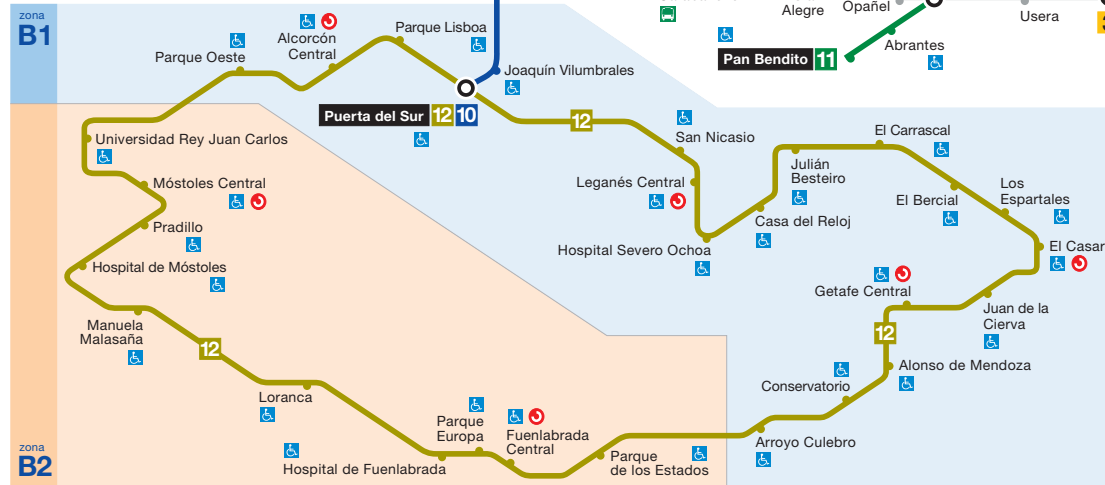 zona
B1
Parque Oeste
Alcorcón
Central
Parque Lisboa
Joaquín Vilumbrales
Puerta del Sur 12 10
Alegre
Opañel
Usera
3
Abrantes
Pan Bendito 11
12
San Nicasio
Leganés Central
Hospital Severo Ochoa
Casa del Reloj
Julián
Besteiro
El Carrascal
El Bercial
Los
Espartales
El Casar
Juan de la
Cierva
Getafe Central
12
Alonso de Mendoza
Conservatorio
Arroyo Culebro
Universidad Rey Juan Carlos
Móstoles Central
Pradillo
Hospital de Móstoles
Manuela
Malasaña
12
Loranca
Hospital de Fuenlabrada
Parque
Europa
Fuenlabrada
Central
Parque
de los Estados
zona
B2